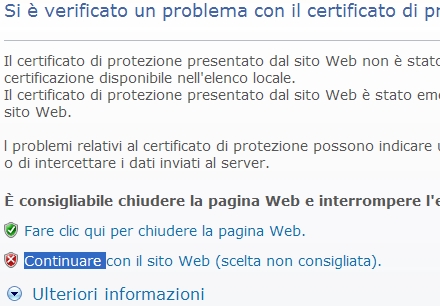 Si è verificato un problema con il certificato di
Il certificato di protezione presentato dal sito Web non è stato
certificazione disponibile nell'elenco locale.
Il certificato di protezione presentato dal sito Web è stato
sito Web.
I problemi relativi al certificato di protezione possono indicare
o di intercettare i dati inviati al server.
È consigliabile chiudere la pagina Web e interrompere
Fare clic qui per chiudere la pagina Web.
Continuare con il sito Web (scelta non consigliata).
Ulteriori informazioni